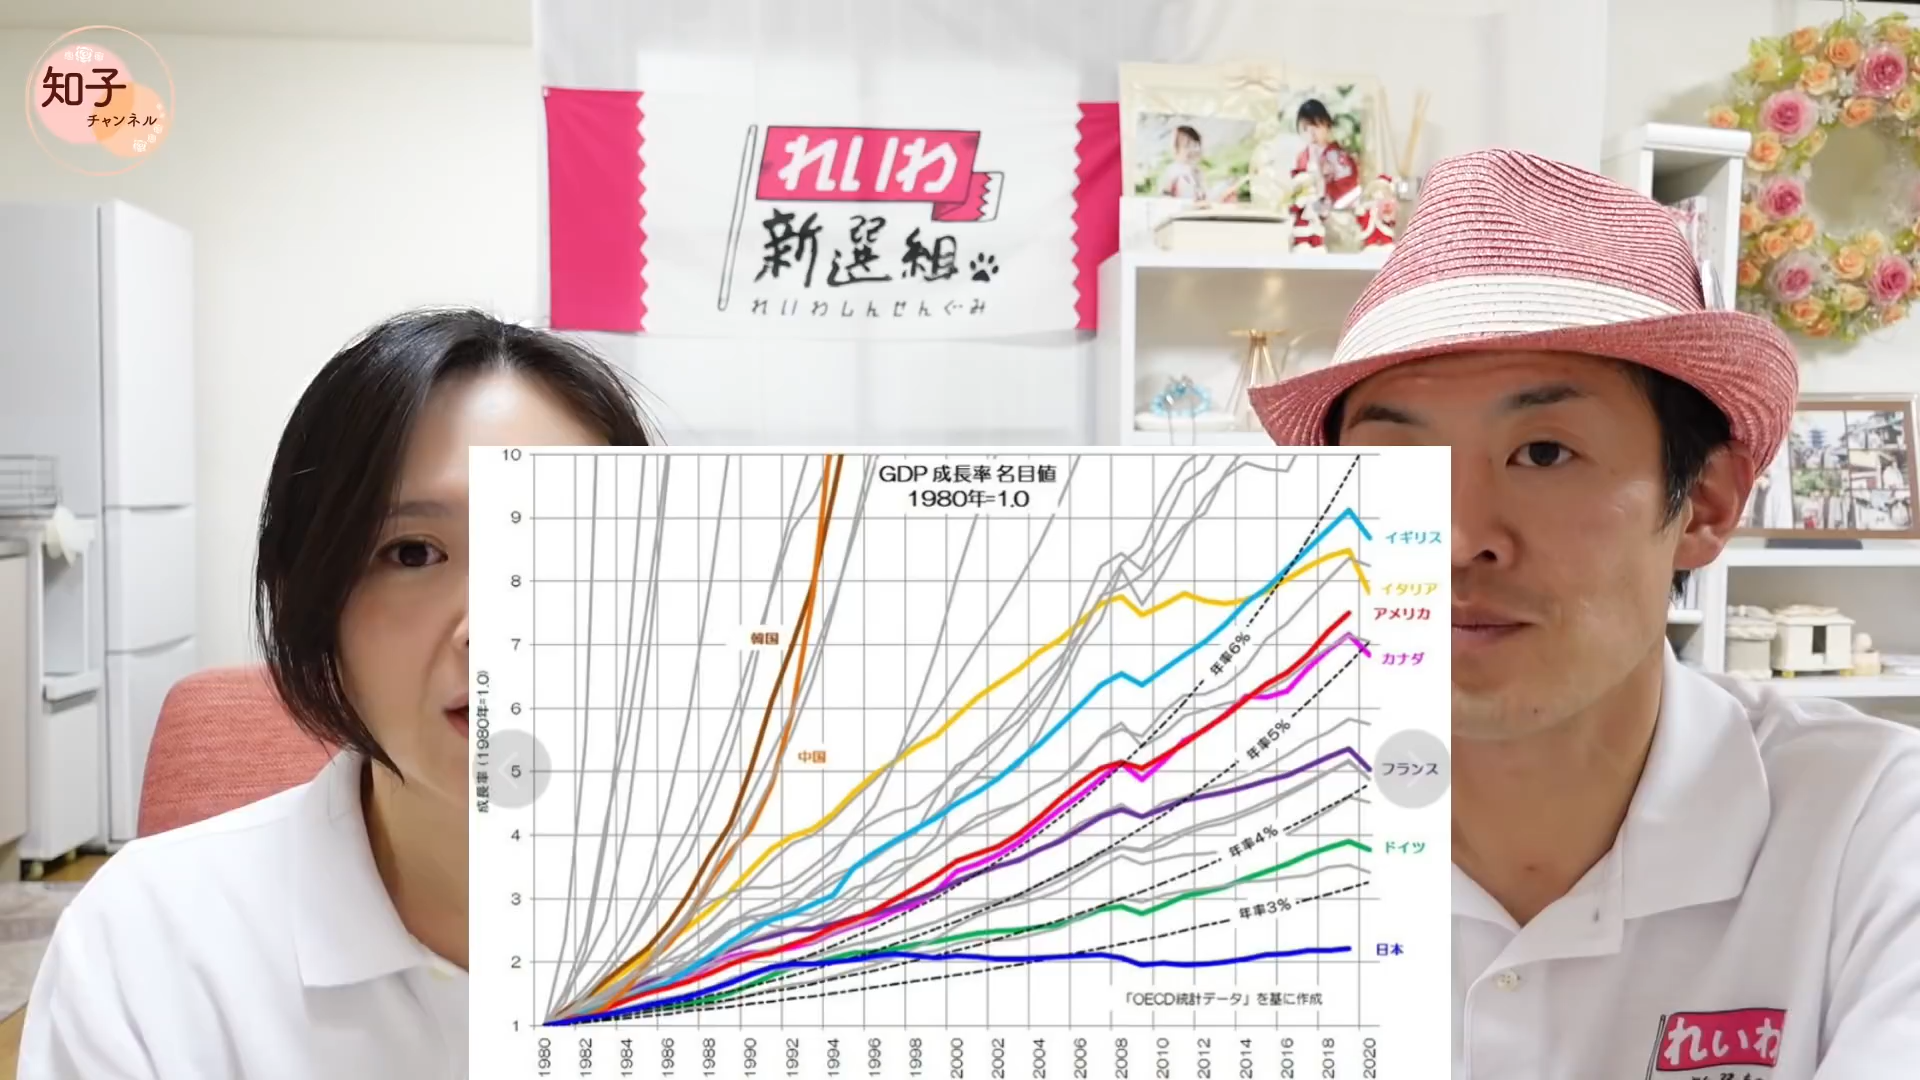 知子
チャンネル
れいわ
新選組
れいわしんせんぐみ
GDP 成長率 名目値
1980年=1.0
成長率 (1980年=1.0)
10
9
8
7
6
5
4
3
2
1
韓国
中国
イギリス
イタリア
アメリカ
カナダ
フランス
ドイツ
日本
年率6%
年率5%
年率4%
年率3%
「OECD統計データ」を基に作成
1980 1982 1984 1986 1988 1990 1992 1994 1996 1998 2000 2002 2004 2006 2008 2010 2012 2014 2016 2018 2020
れいわ